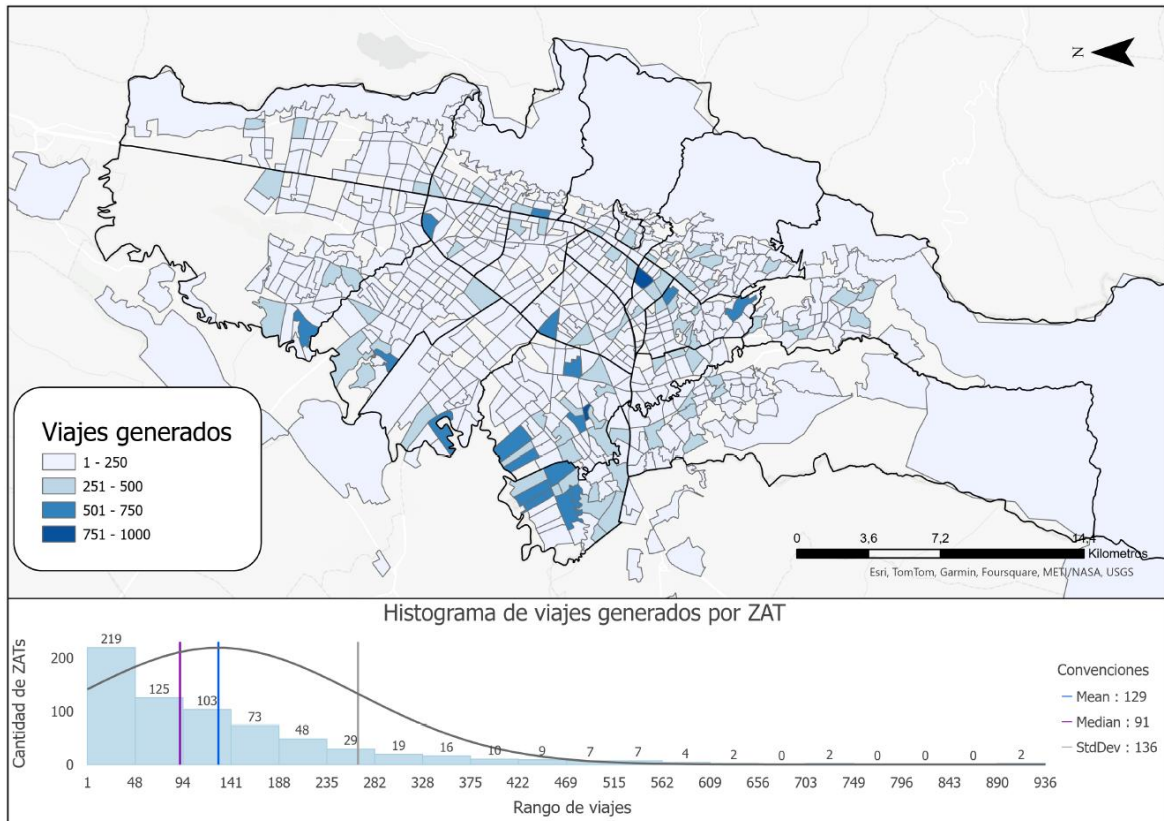 N
Viajes generados
1 - 250
251 - 500
501 - 750
751 - 1000
0 3,6 7,2 14,4
Kilometros
Esri, TomTom, Garmin, Foursquare, METI/NASA, USGS
Histograma de viajes generados por ZAT
Cantidad de ZATs
200
100
0
219 125 103 73 48 29 19 16 10 9 7 7 4 2 0 2 0 0 0 2
1 48 94 141 188 235 282 328 375 422 469 515 562 609 656 703 749 796 843 890 936
Rango de viajes
Convenciones
Mean : 129
Median : 91
StdDev : 136